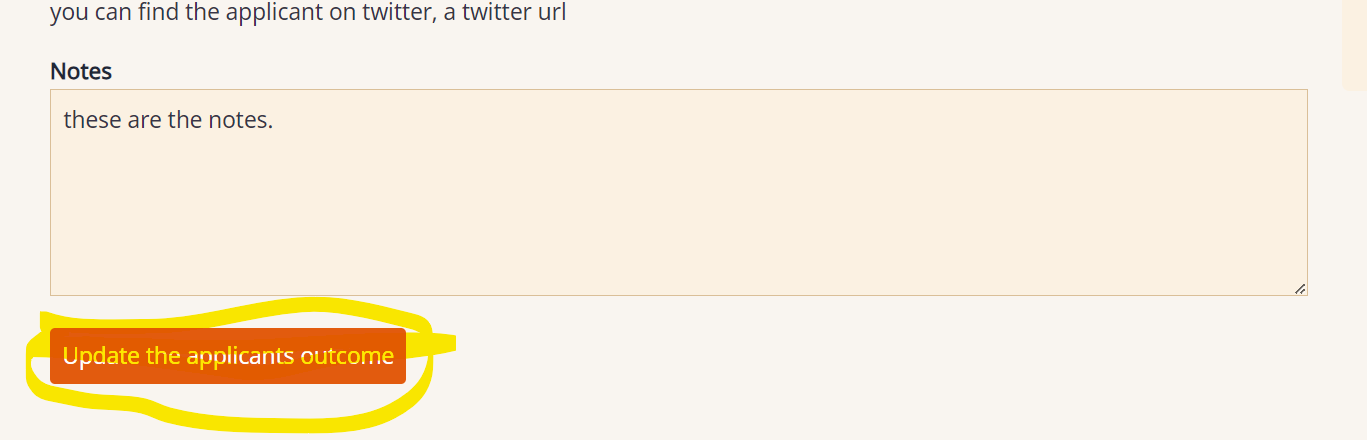 you can find the applicant on twitter, a twitter url
Notes
these are the notes.
Update the applicants outcome